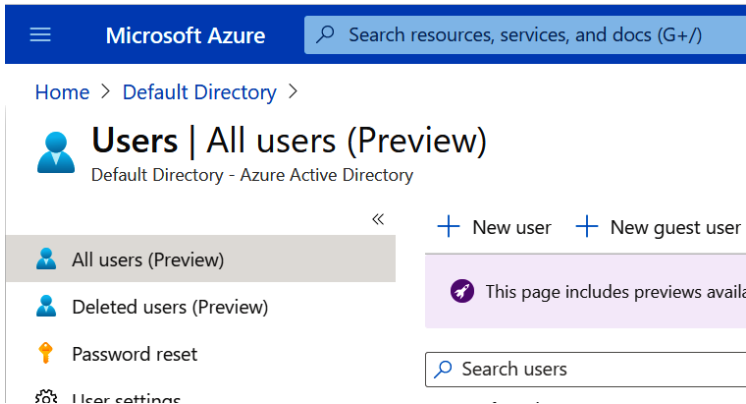 Microsoft Azure
Search resources, services, and docs (G+/)
Home > Default Directory >
Users | All users (Preview)
Default Directory - Azure Active Directory
«
+ New user + New guest user
All users (Preview)
This page includes previews
Deleted users (Preview)
Password reset
Search users
User settings